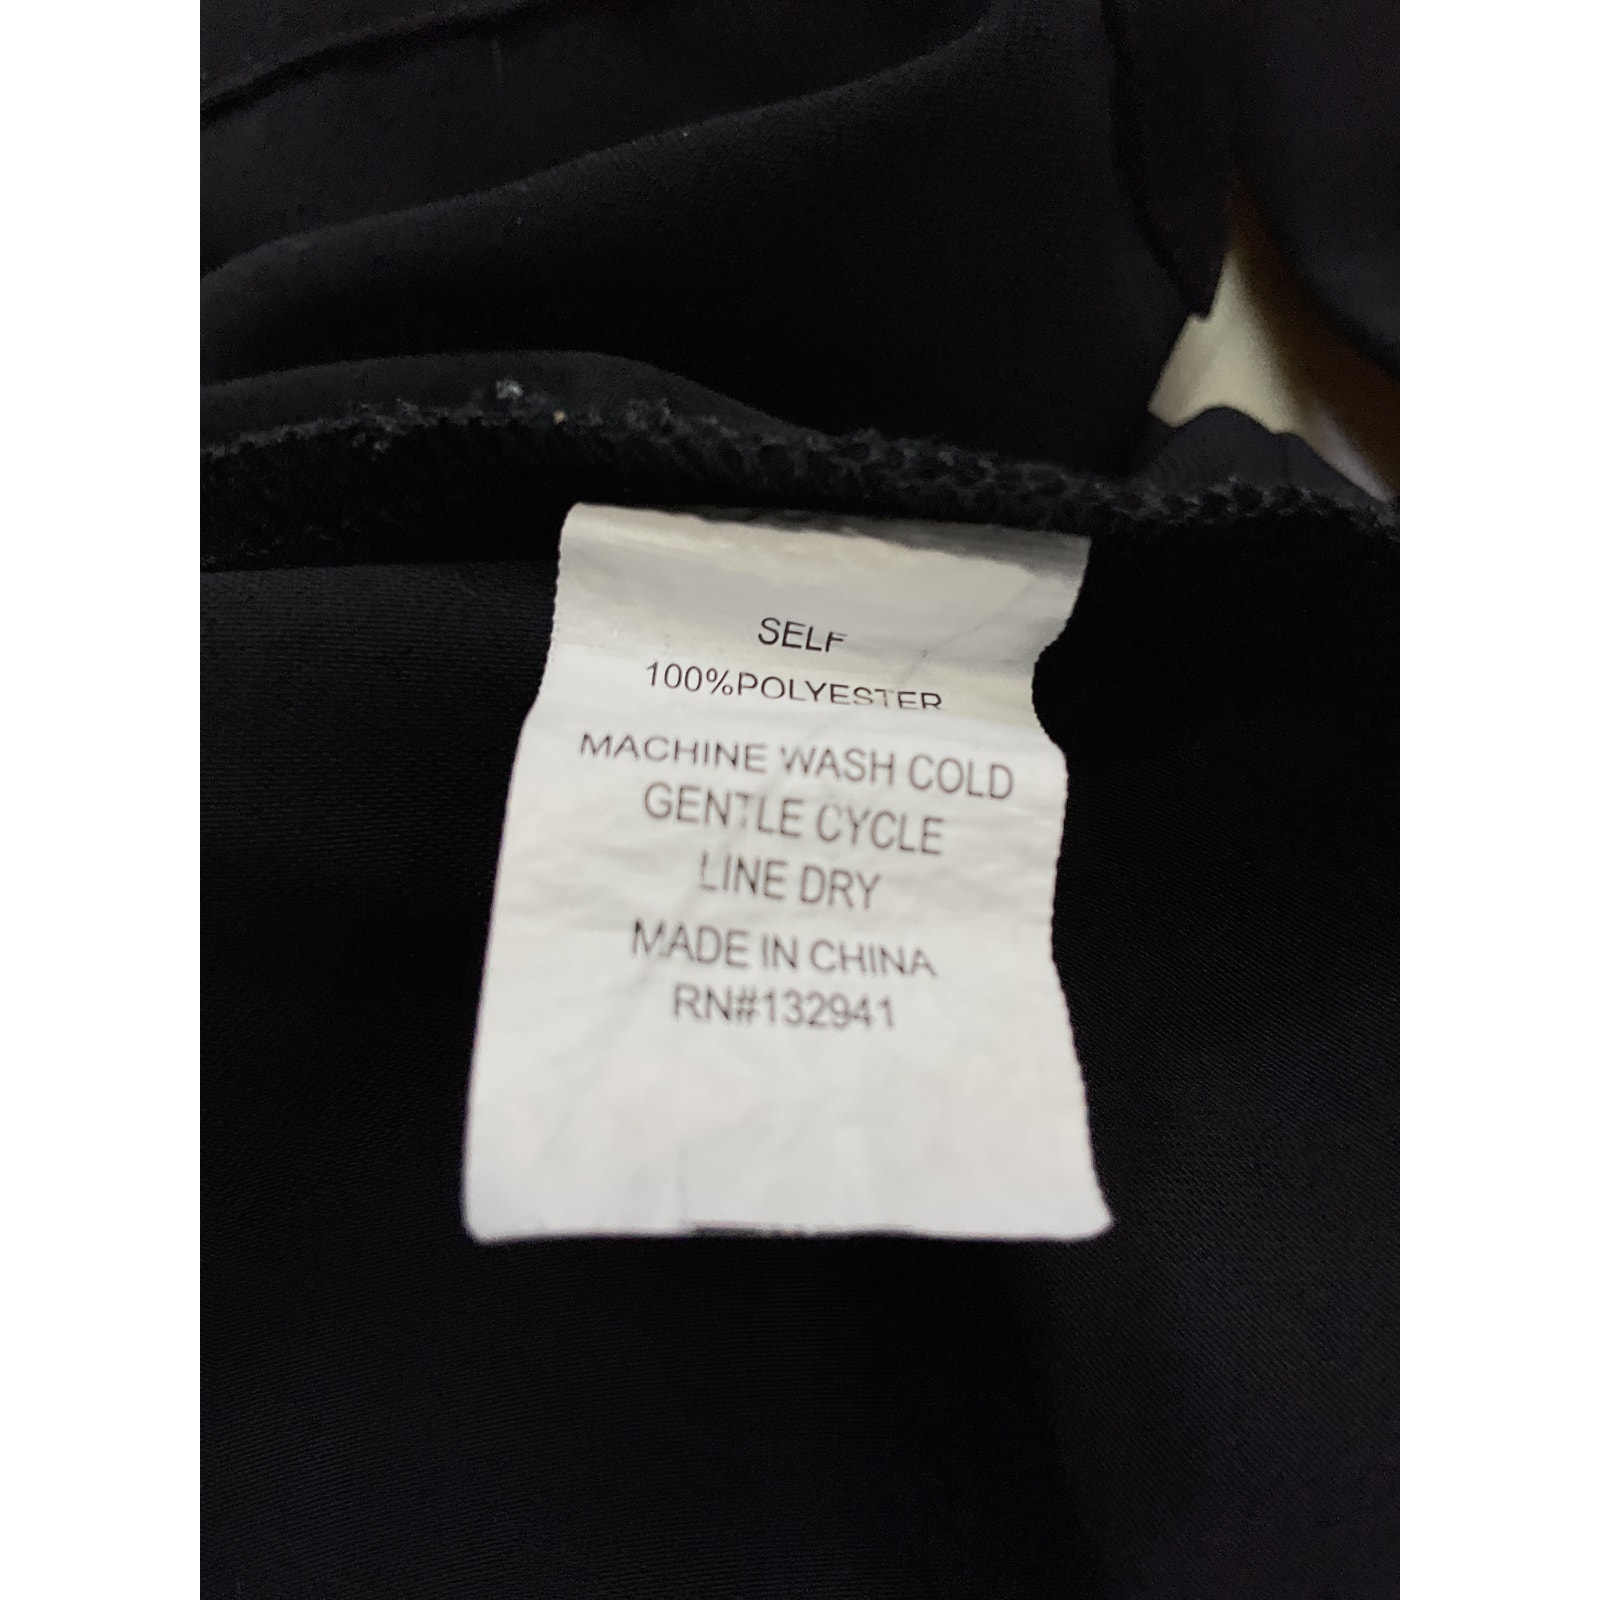 SELF
100%POLYESTER
MACHINE WASH COLD
GENTLE CYCLE
LINE DRY
MADE IN CHINA
RN#132941